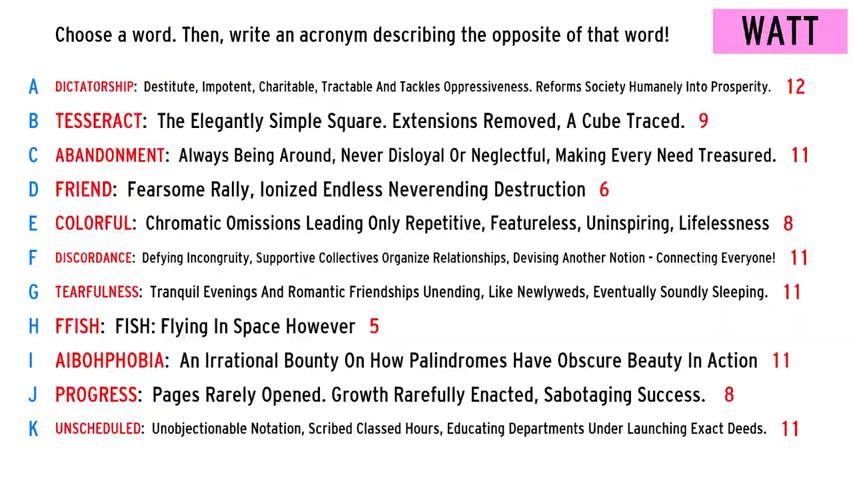 Choose a word. Then, write an acronym describing the opposite of that word!
WATT
A DICTATORSHIP: Destitute, Impotent, Charitable, Tractable And Tackles Oppressiveness. Reforms Society Humanely Into Prosperity. 12
B TESSERACT: The Elegantly Simple Square. Extensions Removed, A Cube Traced. 9
C ABANDONMENT: Always Being Around, Never Disloyal Or Neglectful, Making Every Need Treasured. 11
D FRIEND: Fearsome Rally, Ionized Endless Neverending Destruction 6
E COLORFUL: Chromatic Omissions Leading Only Repetitive, Featureless, Uninspiring, Lifelessness 8
F DISCORDANCE: Defying Incongruity, Supportive Collectives Organize Relationships, Devising Another Notion - Connecting Everyone! 11
G TEARFULNESS: Tranquil Evenings And Romantic Friendships Unending, Like Newlyweds, Eventually Soundly Sleeping. 11
H FFISH: FISH: Flying In Space However 5
I AIBOHPHOBIA: An Irrational Bounty On How Palindromes Have Obscure Beauty In Action 11
J PROGRESS: Pages Rarely Opened. Growth Rarefully Enacted, Sabotaging Success. 8
K UNSCHEDULED: Unobjectionable Notation, Scribed Classed Hours, Educating Departments Under Launching Exact Deeds. 11